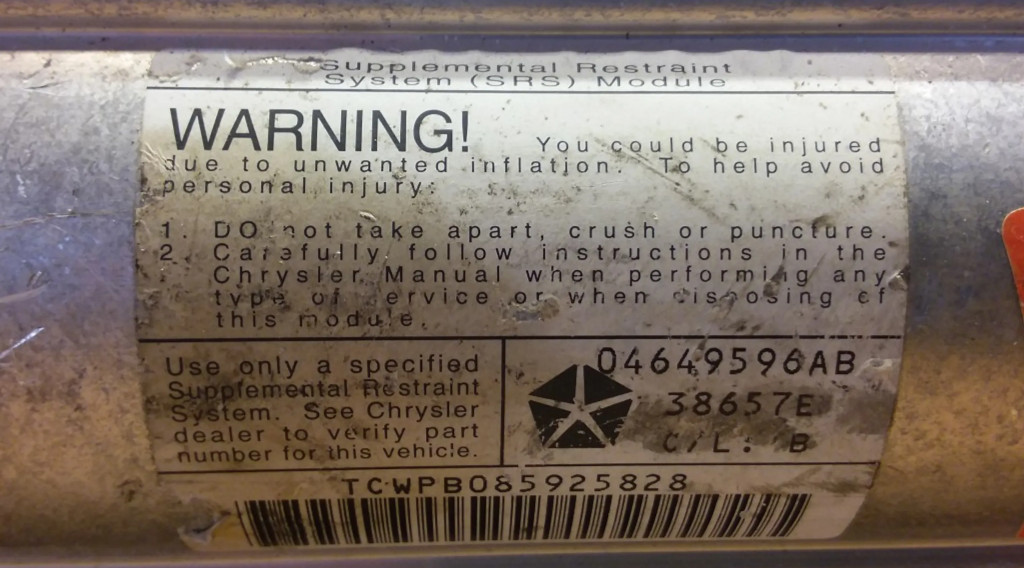 Supplemental Restraint
System (SRS) Module
WARNING! You could be injured
due to unwanted inflation. To help avoid
personal injury:
1. DO not take apart, crush or puncture.
2. Carefully follow instructions in the
Chrysler Manual when performing any
type of service or when disposing of
this module.
Use only a specified
Supplemental Restraint
System. See Chrysler
dealer to verify part
number for this vehicle.
04649596AB
38657E
C/L: B
TCWPB085925828